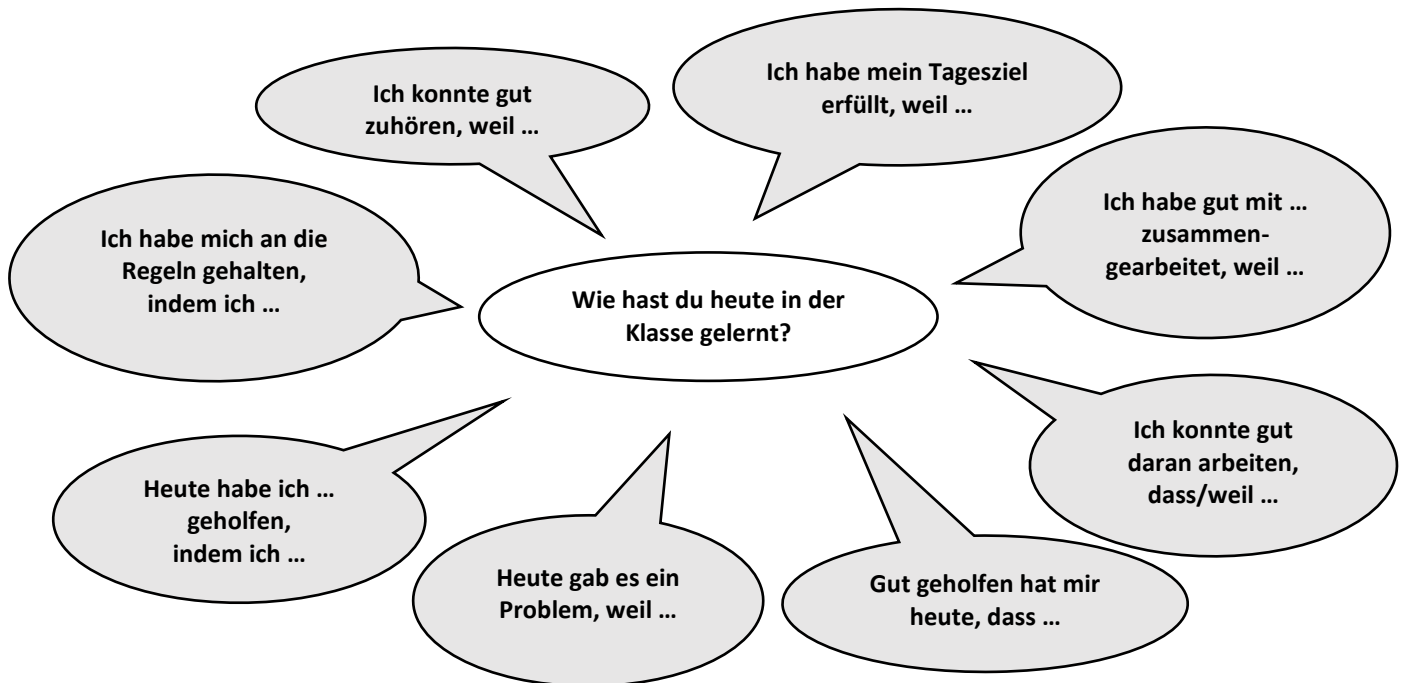 Ich konnte gut
zuhören, weil …
Ich habe mein Tagesziel
erfüllt, weil …
Ich habe gut mit …
zusammen-
gearbeitet, weil …
Ich habe mich an die
Regeln gehalten,
indem ich …
Wie hast du heute in der
Klasse gelernt?
Ich konnte gut
daran arbeiten,
dass/weil …
Heute habe ich …
geholfen,
indem ich …
Heute gab es ein
Problem, weil …
Gut geholfen hat mir
heute, dass …